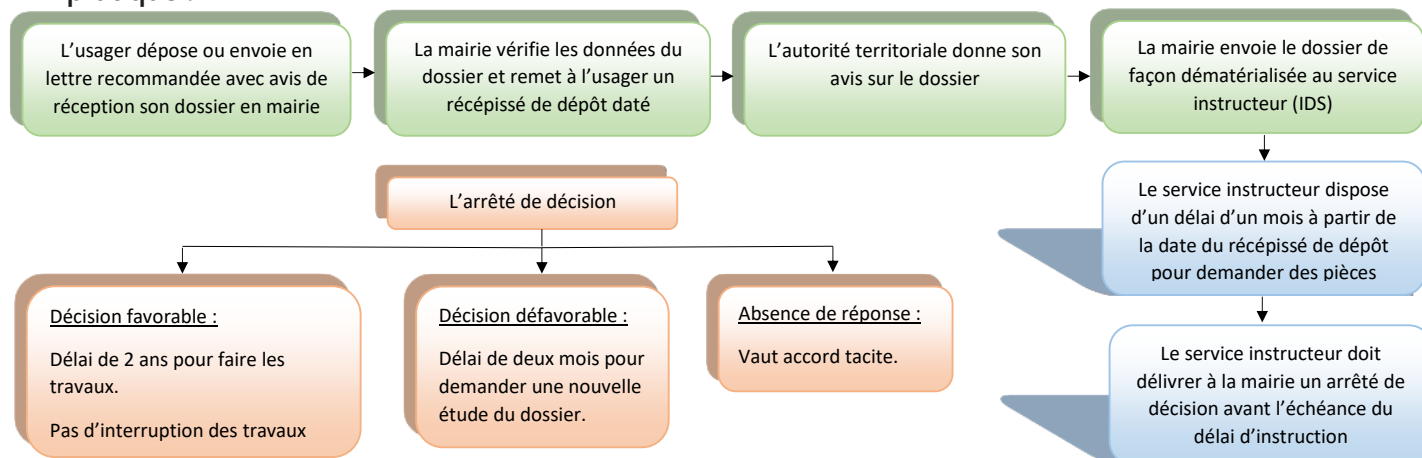 L'usager dépose ou envoie en
lettre recommandée avec avis de
réception son dossier en mairie
La mairie vérifie les données du
dossier et remet à l'usager un
récépissé de dépôt daté
L'autorité territoriale donne son
avis sur le dossier
La mairie envoie le dossier de
façon dématérialisée au service
instructeur (IDS)
Le service instructeur dispose
d'un délai d'un mois à partir de
la date du récépissé de dépôt
pour demander des pièces
Le service instructeur doit
délivrer à la mairie un arrêté de
décision avant l'échéance du
délai d'instruction
L'arrêté de décision
Décision favorable :
Délai de 2 ans pour faire les
travaux.
Pas d'interruption des travaux
Décision défavorable :
Délai de deux mois pour
demander une nouvelle
étude du dossier.
Absence de réponse :
Vaut accord tacite.